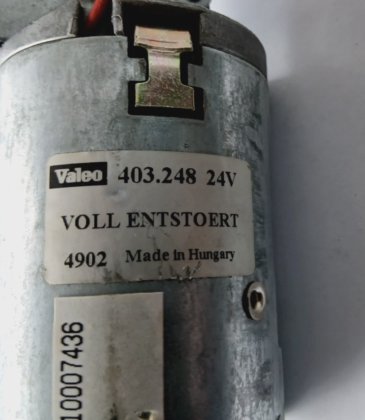 Valeo 403.248 24V
VOLL ENTSTOERT
4902 Made in Hungary
10007436